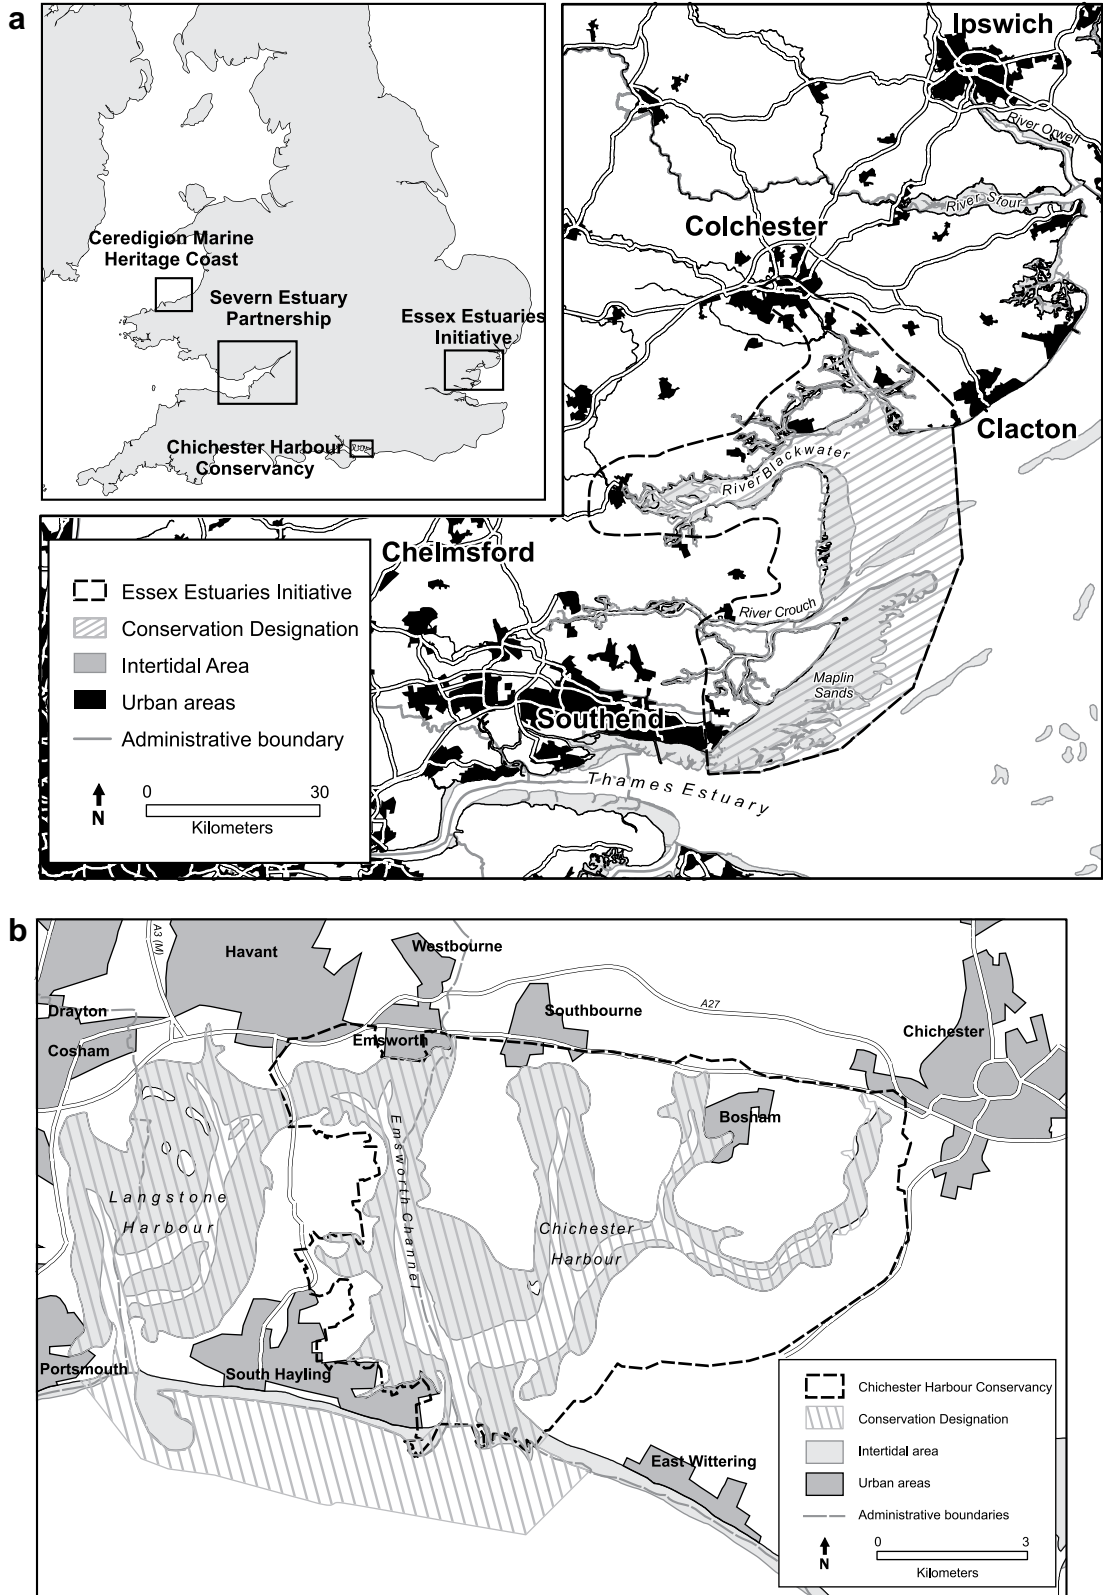 a
Ceredigion Marine
Heritage Coast
Severn Estuary
Partnership
Essex Estuaries
Initiative
Chichester Harbour
Conservancy
Ipswich
River Orwell
River Stour
Colchester
Clacton
River Blackwater
Chelmsford
River Crouch
Maplin
Sands
Southend
Thames Estuary
Essex Estuaries Initiative
Conservation Designation
Intertidal Area
Urban areas
Administrative boundary
N
0 30
Kilometers
b
A3 (M)
Havant
Westbourne
Drayton
Cosham
Emsworth
Southbourne
A27
Chichester
Bosham
Langstone
Harbour
Emsworth Channel
Chichester
Harbour
Portsmouth
South Hayling
East Wittering
Chichester Harbour Conservancy
Conservation Designation
Intertidal area
Urban areas
Administrative boundaries
N
0 3
Kilometers